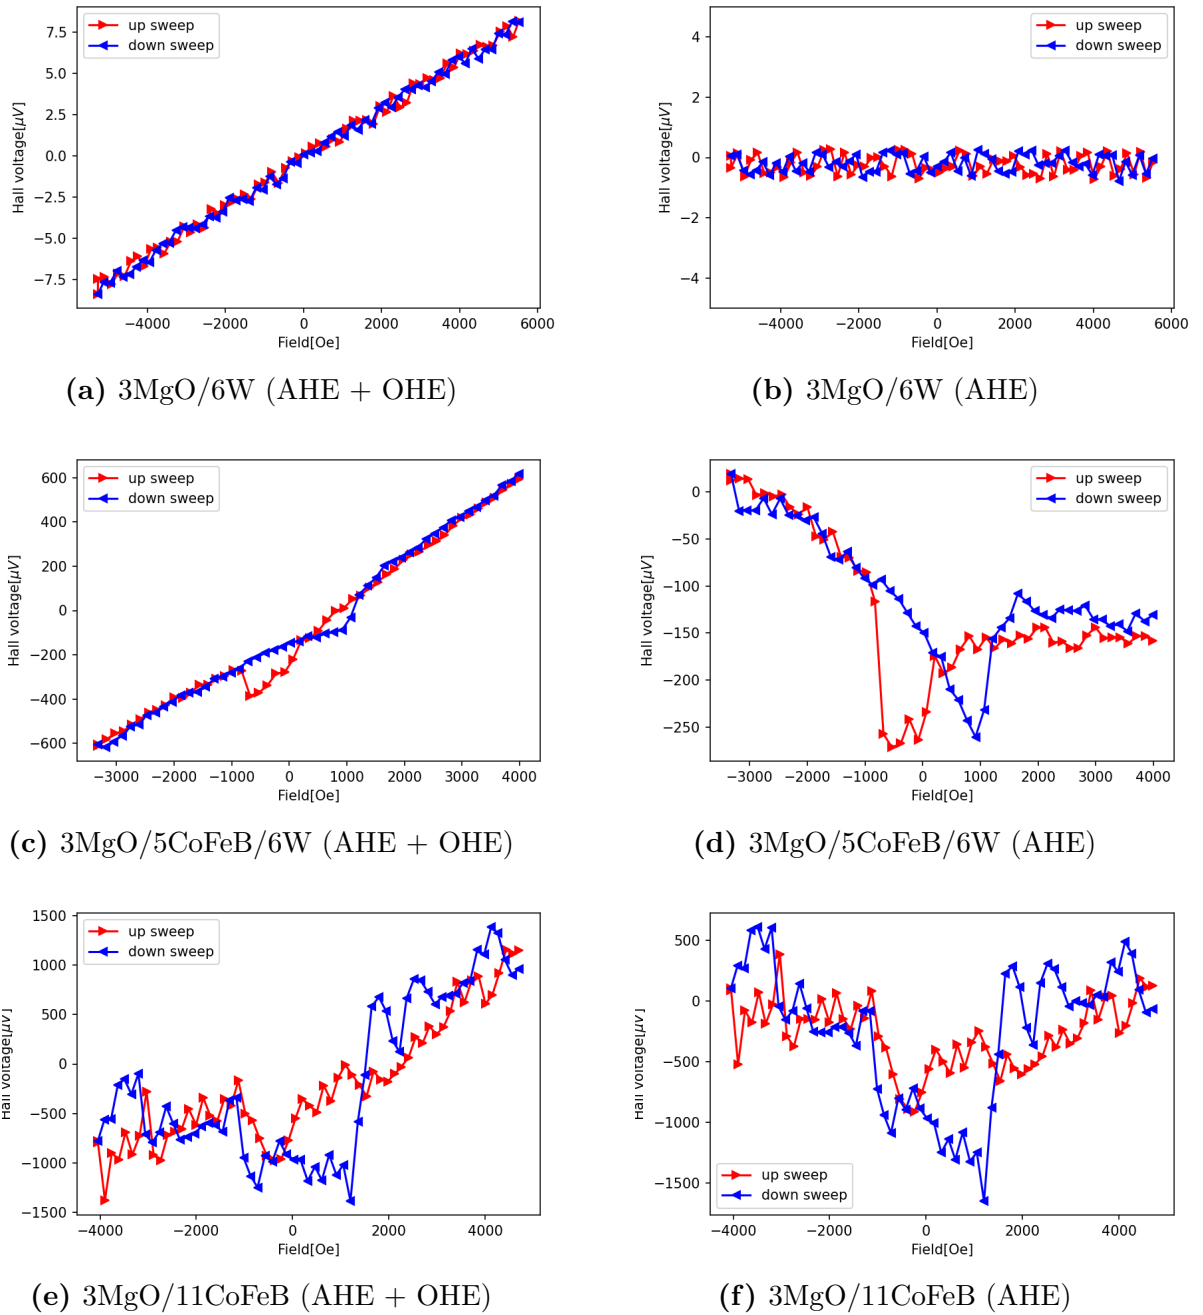 up sweep
down sweep
7.5
5.0
2.5
0.0
−2.5
−5.0
−7.5
Hall voltage[μV]
−4000 −2000 0 2000 4000 6000
Field[Oe]
(a) 3MgO/6W (AHE + OHE)
up sweep
down sweep
4
2
0
−2
−4
Hall voltage[μV]
−4000 −2000 0 2000 4000 6000
Field[Oe]
(b) 3MgO/6W (AHE)
up sweep
down sweep
600
400
200
0
−200
−400
−600
Hall voltage[μV]
−3000 −2000 −1000 0 1000 2000 3000 4000
Field[Oe]
(c) 3MgO/5CoFeB/6W (AHE + OHE)
up sweep
down sweep
0
−50
−100
−150
−200
−250
Hall voltage[μV]
−3000 −2000 −1000 0 1000 2000 3000 4000
Field[Oe]
(d) 3MgO/5CoFeB/6W (AHE)
up sweep
down sweep
1500
1000
500
0
−500
−1000
−1500
Hall voltage[μV]
−4000 −2000 0 2000 4000
Field[Oe]
(e) 3MgO/11CoFeB (AHE + OHE)
500
0
−500
−1000
−1500
Hall voltage[μV]
up sweep
down sweep
−4000 −2000 0 2000 4000
Field[Oe]
(f) 3MgO/11CoFeB (AHE)